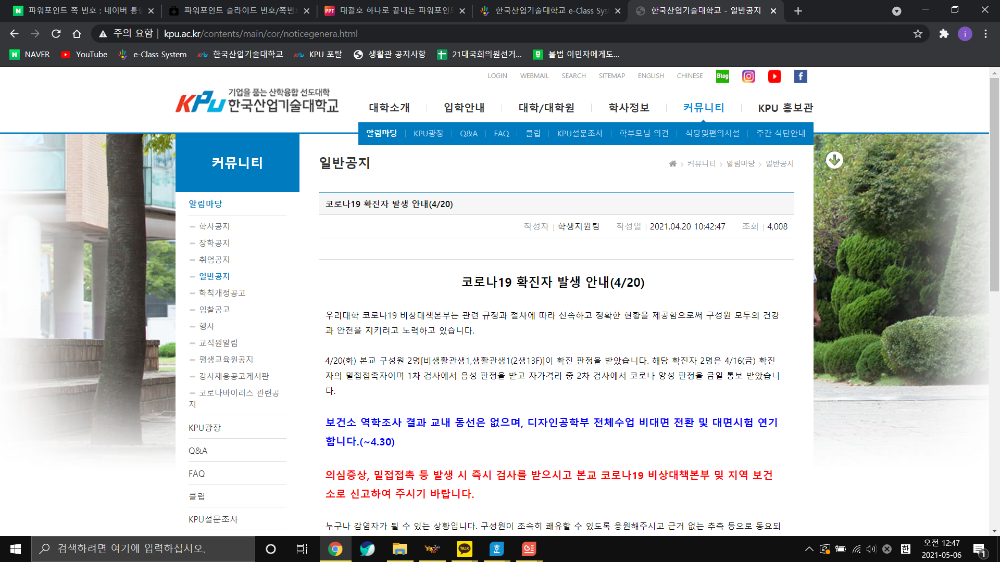 파워포인트 쪽 번호 : 네이버 통합
파워포인트 슬라이드 번호/쪽번호
대괄호 하나로 끝내는 파워포인트
한국산업기술대학교 e-Class Sys
한국산업기술대학교 - 일반공지
주의 요함 | kpu.ac.kr/contents/main/cor/noticegenera.html
i
NAVER YouTube e-Class System 한국산업기술대학교 KPU 포탈 생활관 공지사항 21대국회의원선거... 불법 이민자에게도...
LOGIN WEBMAIL SEARCH SITEMAP ENGLISH CHINESE Blog
기업을 품는 산학융합 선도대학
KPU 한국산업기술대학교
대학소개 입학안내 대학/대학원 학사정보 커뮤니티 KPU 홍보관
알림마당 KPU광장 Q&A FAQ 클럽 KPU설문조사 학부모님 의견 식당및편의시설 주간 식단안내
커뮤니티
일반공지
커뮤니티 > 알림마당 > 일반공지
알림마당
학사공지
장학공지
취업공지
일반공지
학칙개정공고
입찰공고
행사
교직원알림
평생교육원공지
강사채용공고게시판
코로나바이러스 관련공
지
KPU광장
Q&A
FAQ
클럽
KPU설문조사
코로나19 확진자 발생 안내(4/20)
작성자 | 학생지원팀 작성일 | 2021.04.20 10:42:47 조회 | 4,008
코로나19 확진자 발생 안내(4/20)
우리대학 코로나19 비상대책본부는 관련 규정과 절차에 따라 신속하고 정확한 현황을 제공함으로써 구성원 모두의 건강
과 안전을 지키려고 노력하고 있습니다.
4/20(화) 본교 구성원 2명[비생활관생1,생활관생1(2생13F)]이 확진 판정을 받았습니다. 해당 확진자 2명은 4/16(금) 확진
자의 밀접접촉자이며 1차 검사에서 음성 판정을 받고 자가격리 중 2차 검사에서 코로나 양성 판정을 금일 통보 받았습니
다.
보건소 역학조사 결과 교내 동선은 없으며, 디자인공학부 전체수업 비대면 전환 및 대면시험 연기
합니다.(~4.30)
의심증상, 밀접접촉 등 발생 시 즉시 검사를 받으시고 본교 코로나19 비상대책본부 및 지역 보건
소로 신고하여 주시기 바랍니다.
누구나 감염자가 될 수 있는 상황입니다. 구성원이 조속히 쾌유할 수 있도록 응원해주시고 근거 없는 추측 등으로 동요되
검색하려면 여기에 입력하십시오.
TALK
한
오전 12:47
2021-05-06
1